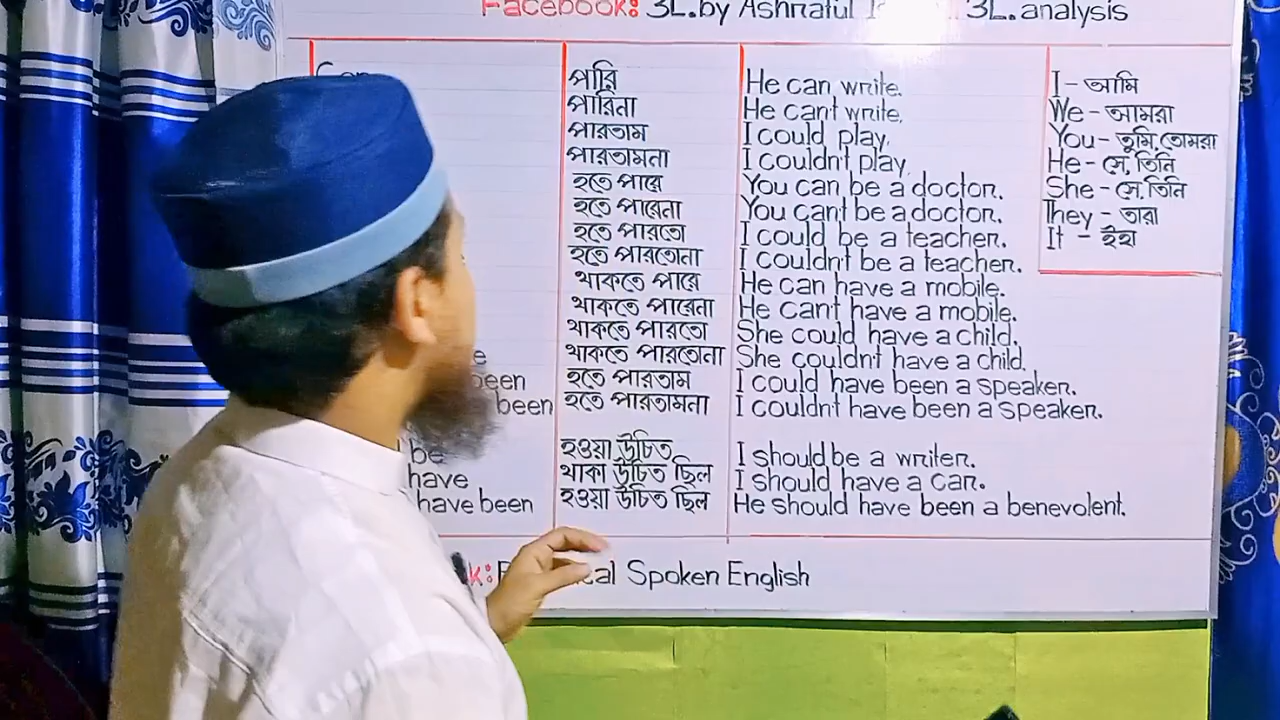 Facebook: 3L.by Ashraful 3L.analysis
পারি He can write. I - আমি
পারিনা He can't write. We - আমরা
পারতাম I could play. You - তুমি, তোমরা
পারতামনা I couldn't play. He - সে, তিনি
হতে পারে You can be a doctor. She - সে, তিনি
হতে পারেনা You can't be a doctor. They - তারা
হতে পারতো I could be a teacher. It - ইহা
হতে পারতোনা I couldn't be a teacher.
থাকতে পারে He can have a mobile.
থাকতে পারেনা He can't have a mobile.
থাকতে পারতো She could have a child.
থাকতে পারতোনা She couldn't have a child.
been হতে পারতাম I could have been a speaker.
been হতে পারতামনা I couldn't have been a speaker.
be হওয়া উচিত I should be a writer.
have থাকা উচিত ছিল I should have a car.
have been হওয়া উচিত ছিল He should have been a benevolent.
Spoken English